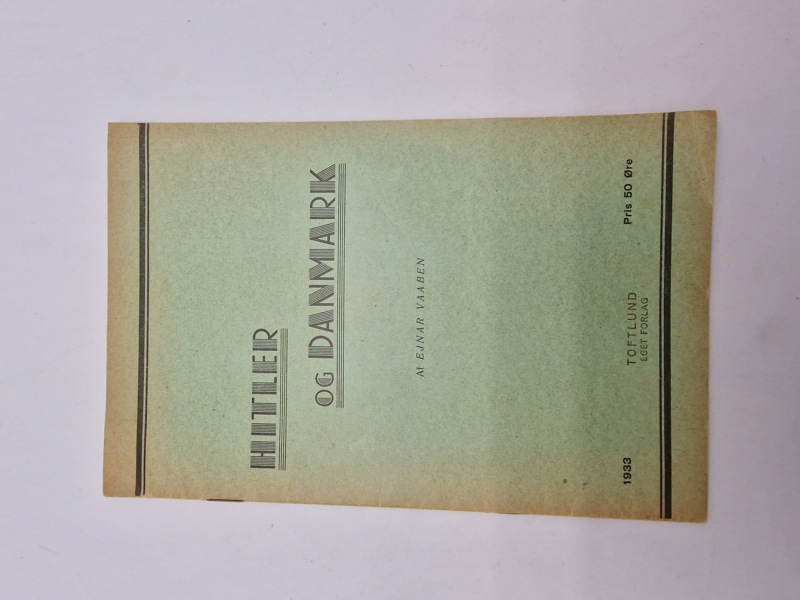 HITLER
OG DANMARK
Af EJNAR VAABEN
TOFTLUND
EGET FORLAG
1933
Pris 50 Øre